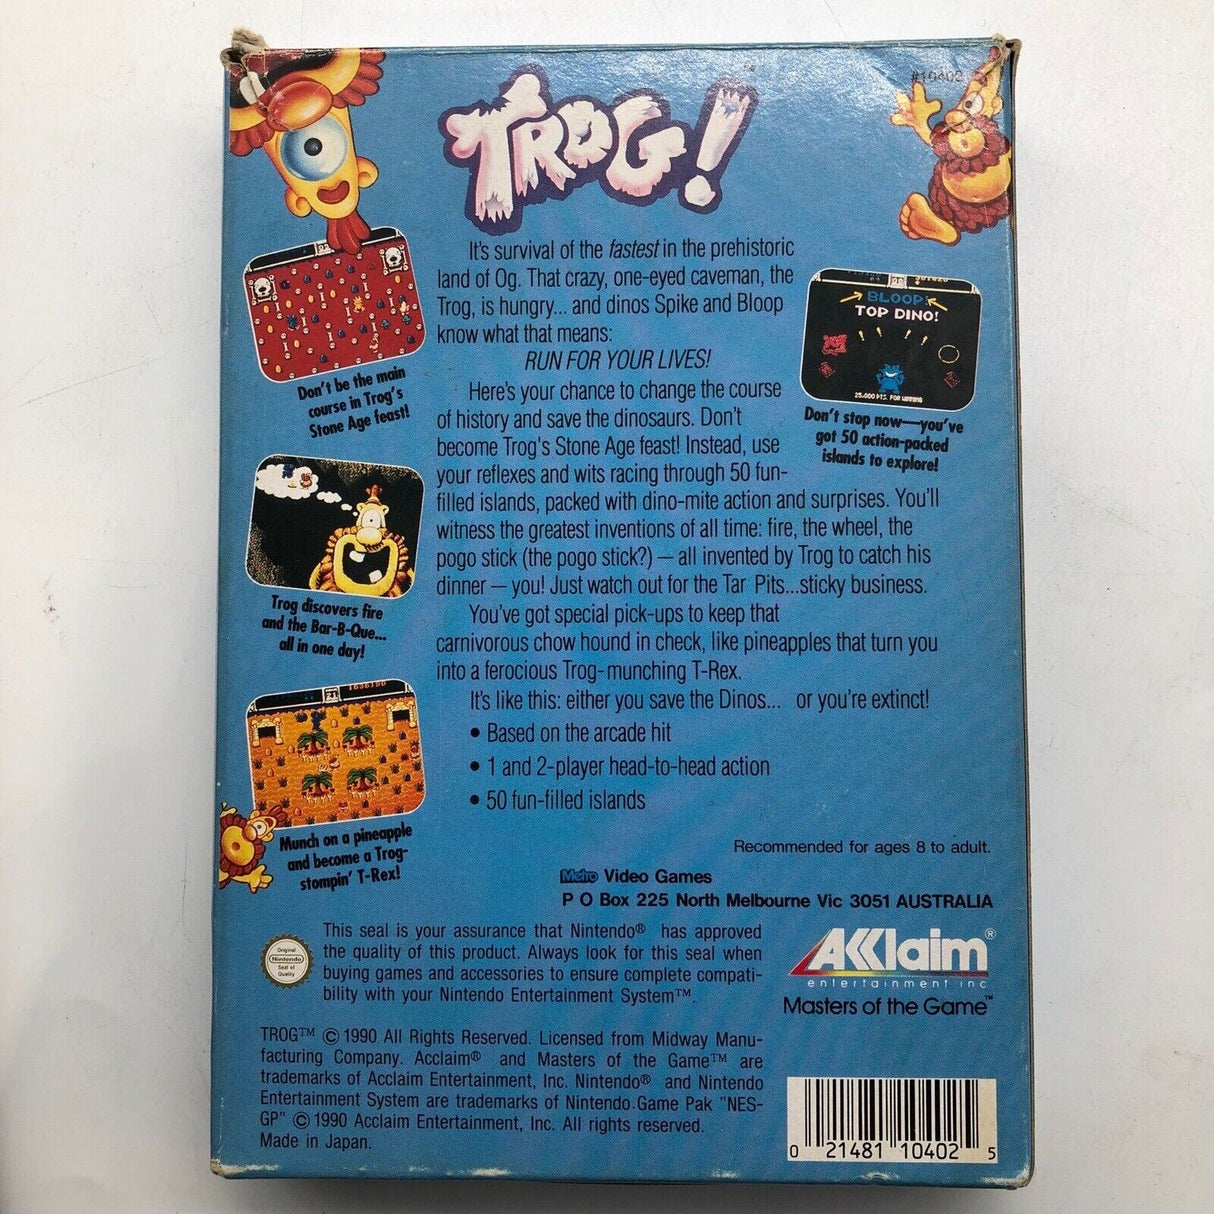 #10402
TROG!™
It's survival of the fastest in the prehistoric
land of Og. That crazy, one-eyed caveman, the
Trog, is hungry... and dinos Spike and Bloop
know what that means:
RUN FOR YOUR LIVES!
Here's your chance to change the course
of history and save the dinosaurs. Don't
become Trog's Stone Age feast! Instead, use
your reflexes and wits racing through 50 fun-
filled islands, packed with dino-mite action and surprises. You'll
witness the greatest inventions of all time: fire, the wheel, the
pogo stick (the pogo stick?) — all invented by Trog to catch his
dinner — you! Just watch out for the Tar Pits...sticky business.
You've got special pick-ups to keep that
carnivorous chow hound in check, like pineapples that turn you
into a ferocious Trog-munching T-Rex.
It's like this: either you save the Dinos... or you're extinct!
• Based on the arcade hit
• 1 and 2-player head-to-head action
• 50 fun-filled islands
Don't be the main
course in Trog's
Stone Age feast!
Trog discovers fire
and the Bar-B-Que...
all in one day!
21
Munch on a pineapple
and become a Trog-
stompin' T-Rex!
BLOOP!
TOP DINO!
25,000 PTS. FOR WINNING
Don't stop now—you've
got 50 action-packed
islands to explore!
Recommended for ages 8 to adult.
Metro Video Games
P O Box 225 North Melbourne Vic 3051 AUSTRALIA
Original
Nintendo
Seal of
Quality
This seal is your assurance that Nintendo® has approved
the quality of this product. Always look for this seal when
buying games and accessories to ensure complete compati-
bility with your Nintendo Entertainment System™.
AKKlaim®
entertainment inc
Masters of the Game™
TROG™ © 1990 All Rights Reserved. Licensed from Midway Manu-
facturing Company. Acclaim® and Masters of the Game™ are
trademarks of Acclaim Entertainment, Inc. Nintendo® and Nintendo
Entertainment System are trademarks of Nintendo.Game Pak "NES-
GP" © 1990 Acclaim Entertainment, Inc. All rights reserved.
Made in Japan.
0 21481 10402 5